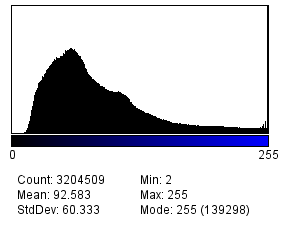 0 255
Count: 3204509 Min: 2
Mean: 92.583 Max: 255
StdDev: 60.333 Mode: 255 (139298)